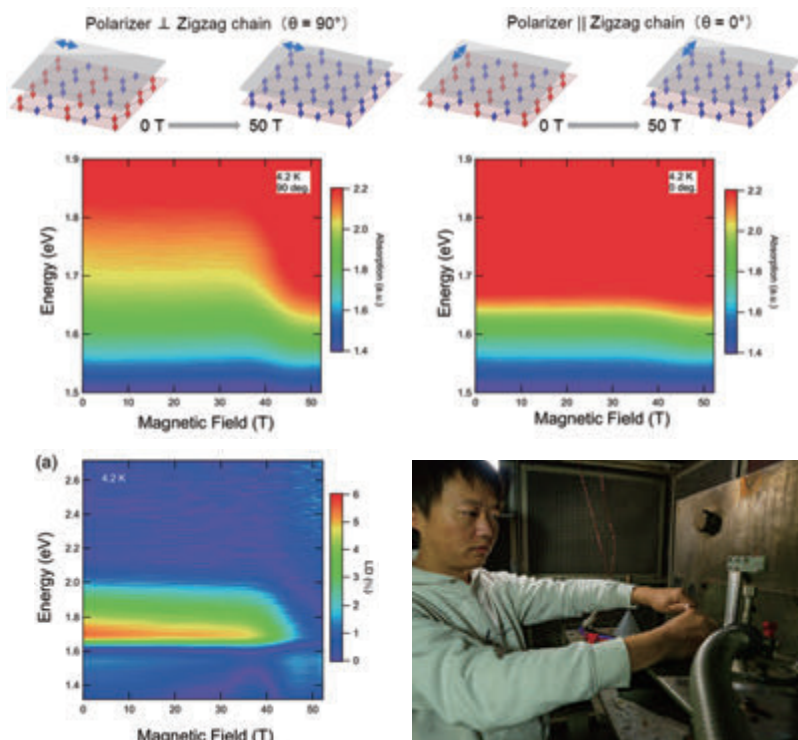 Polarizer ⊥ Zigzag chain (θ = 90°)
Polarizer || Zigzag chain (θ = 0°)
0 T
50 T
0 T
50 T
1.9
1.8
1.7
1.6
1.5
Energy (eV)
4.2 K
90 deg.
0
10
20
30
40
50
Magnetic Field (T)
2.2
2.0
1.8
1.6
1.4
Absorption (a.u.)
1.9
1.8
1.7
1.6
1.5
Energy (eV)
4.2 K
0 deg.
0
10
20
30
40
50
Magnetic Field (T)
2.2
2.0
1.8
1.6
1.4
Absorption (a.u.)
(a)
4.2 K
2.6
2.4
2.2
2.0
1.8
1.6
1.4
Energy (eV)
0
10
20
30
40
50
Magnetic Field (T)
6
5
4
3
2
1
0
LD (%)